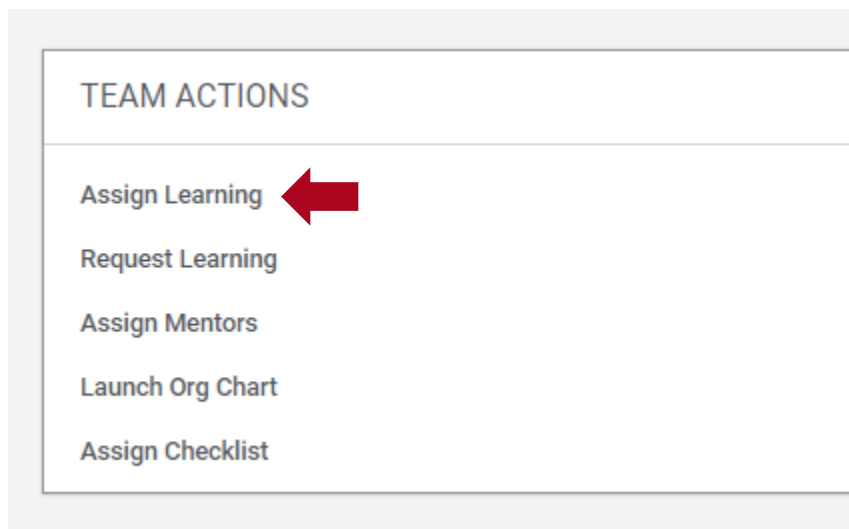 TEAM ACTIONS
Assign Learning
Request Learning
Assign Mentors
Launch Org Chart
Assign Checklist